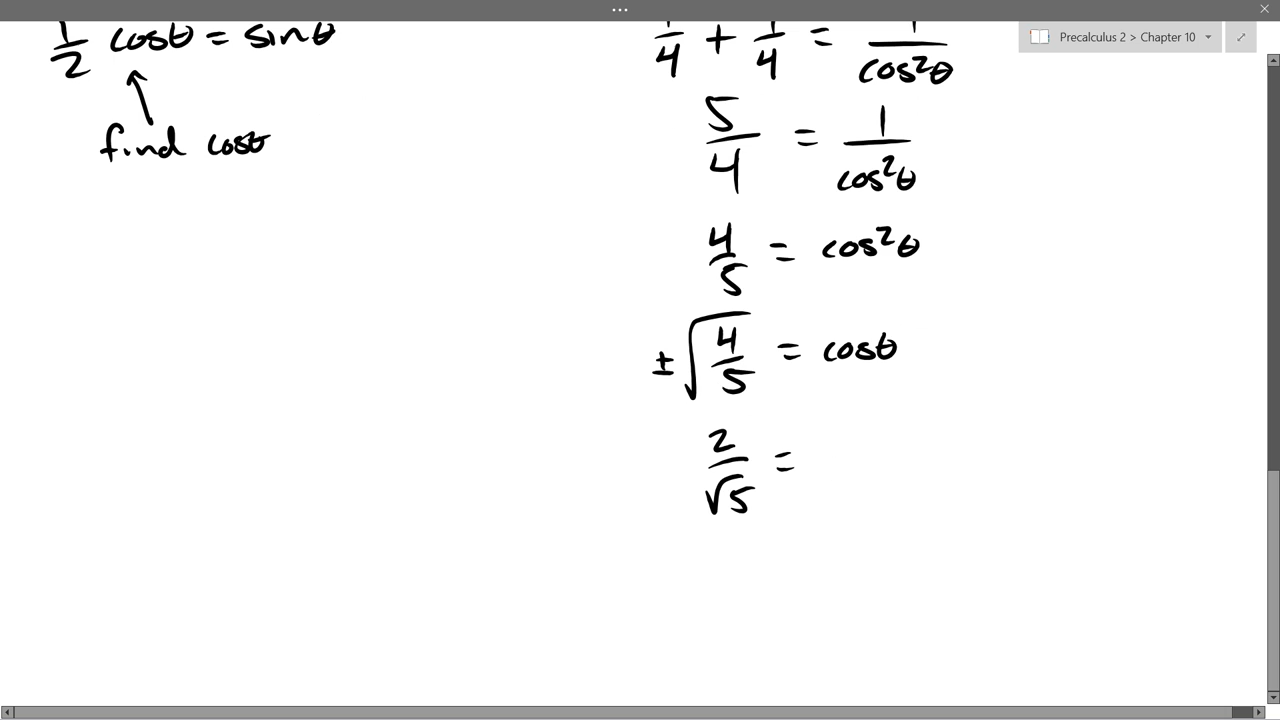 Precalculus 2 > Chapter 10
1/2 cosθ = sinθ
find cosθ
/4 + 1/4 = 1/cos²θ
5/4 = 1/cos²θ
4/5 = cos²θ
±√(4/5) = cosθ
2/√5 =